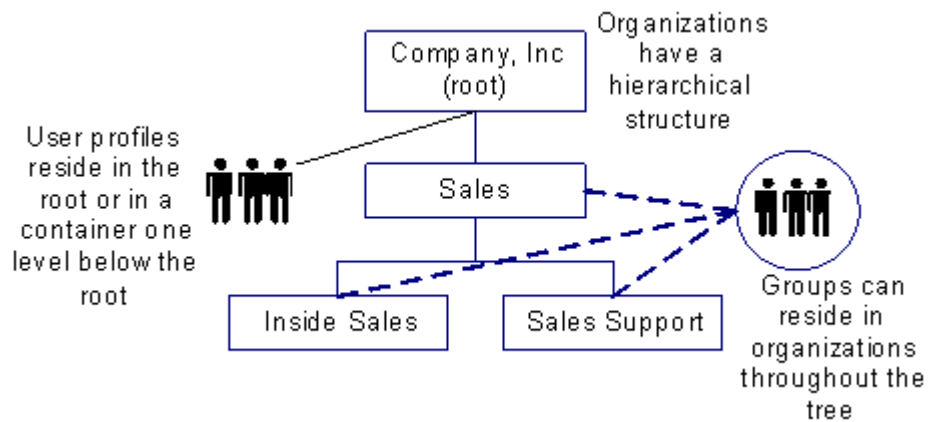 Company, Inc
(root)
Organizations
have a
hierarchical
structure
User profiles
reside in the
root or in a
container one
level below the
root
Sales
Inside Sales
Sales Support
Groups can
reside in
organizations
throughout the
tree